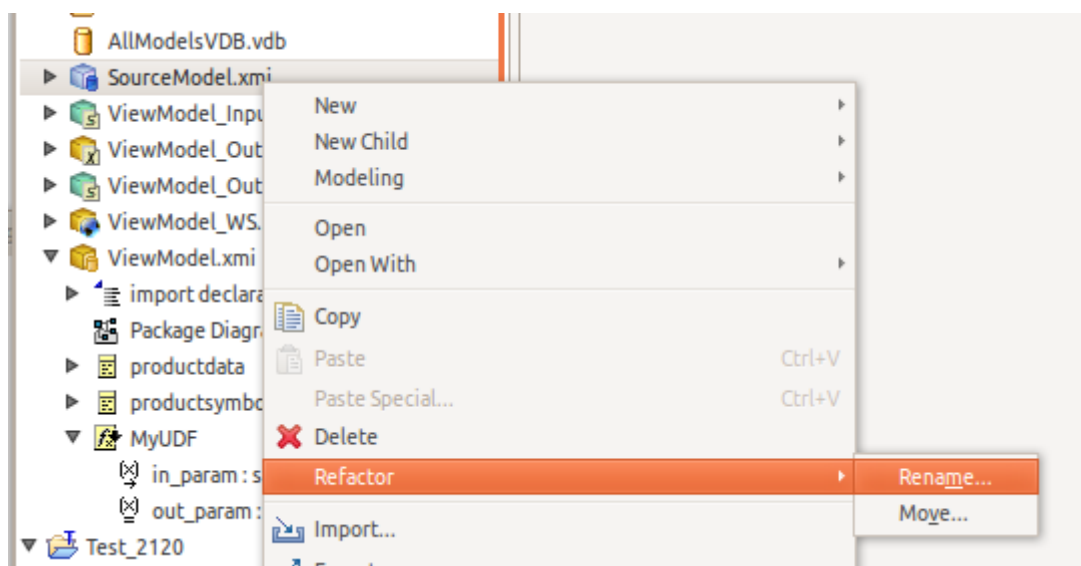 AllModelsVDB.vdb
SourceModel.xmi
ViewModel_Inpu
ViewModel_Out
ViewModel_Out
ViewModel_WS.
ViewModel.xmi
import declara
Package Diagr
productdata
productsymbo
MyUDF
in_param : s
out_param :
Test_2120
New
New Child
Modeling
Open
Open With
Copy
Paste Ctrl+V
Paste Special... Ctrl+V
Delete
Refactor
Import...
Rename...
Move...